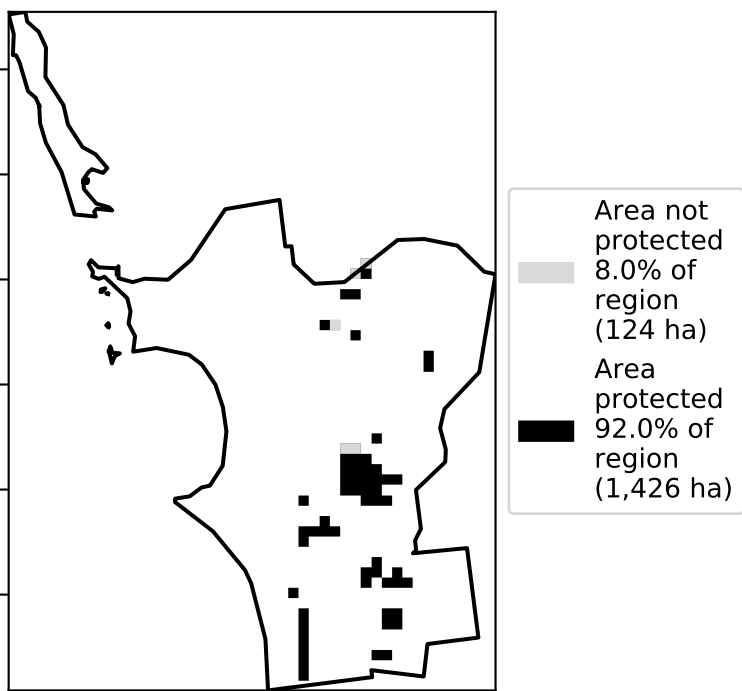 Area not
protected
8.0% of
region
(124 ha)
Area
protected
92.0% of
region
(1,426 ha)